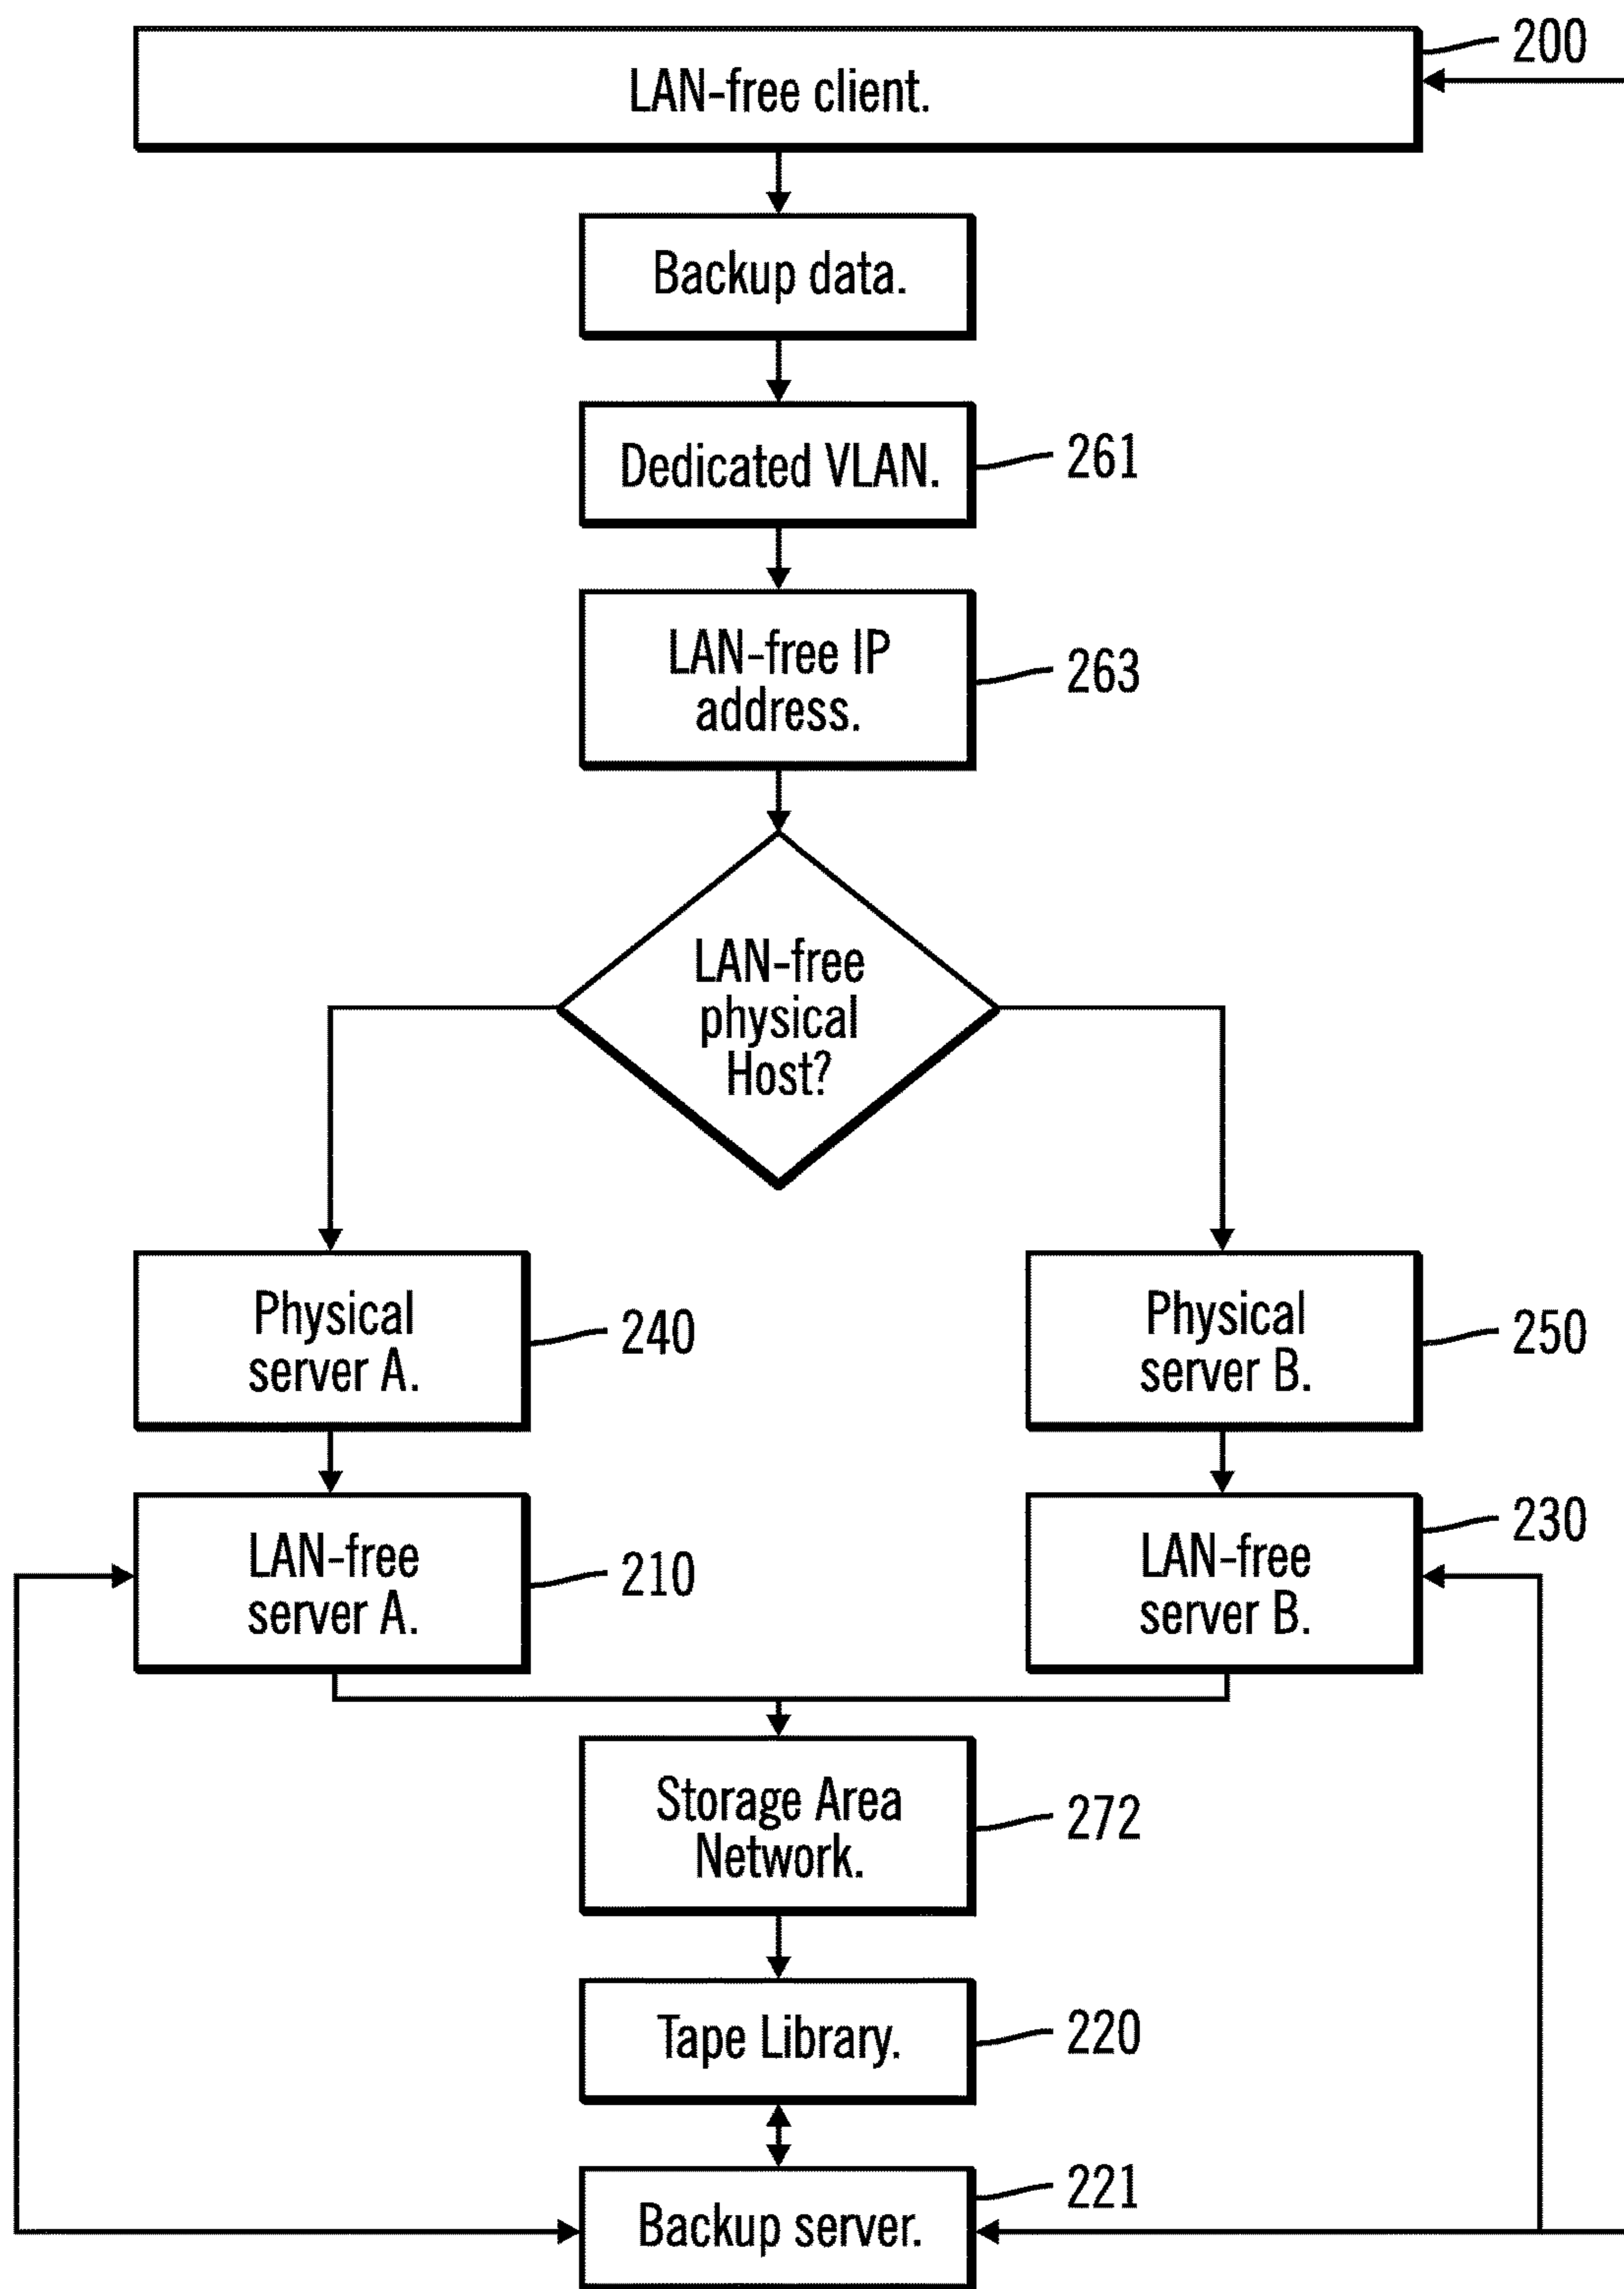 200
LAN-free client.
Backup data.
Dedicated VLAN.
261
LAN-free IP
address.
263
LAN-free
physical
Host?
Physical
server A.
240
Physical
server B.
250
LAN-free
server A.
210
LAN-free
server B.
230
Storage Area
Network.
272
Tape Library.
220
Backup server.
221